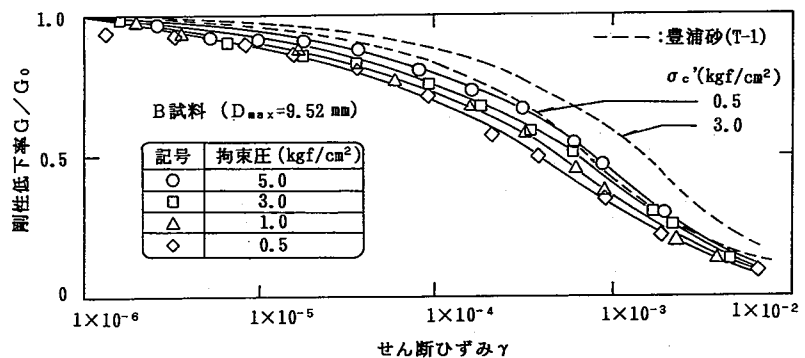 1.0
0.5
0
剛性低下率G/G₀
B試料 (Dmax=9.52 mm)
記号 拘束圧(kgf/cm²)
○ 5.0
□ 3.0
△ 1.0
◇ 0.5
:豊浦砂(T-1)
σc'(kgf/cm²)
0.5
3.0
1×10⁻⁶ 1×10⁻⁵ 1×10⁻⁴ 1×10⁻³ 1×10⁻²
せん断ひずみγ